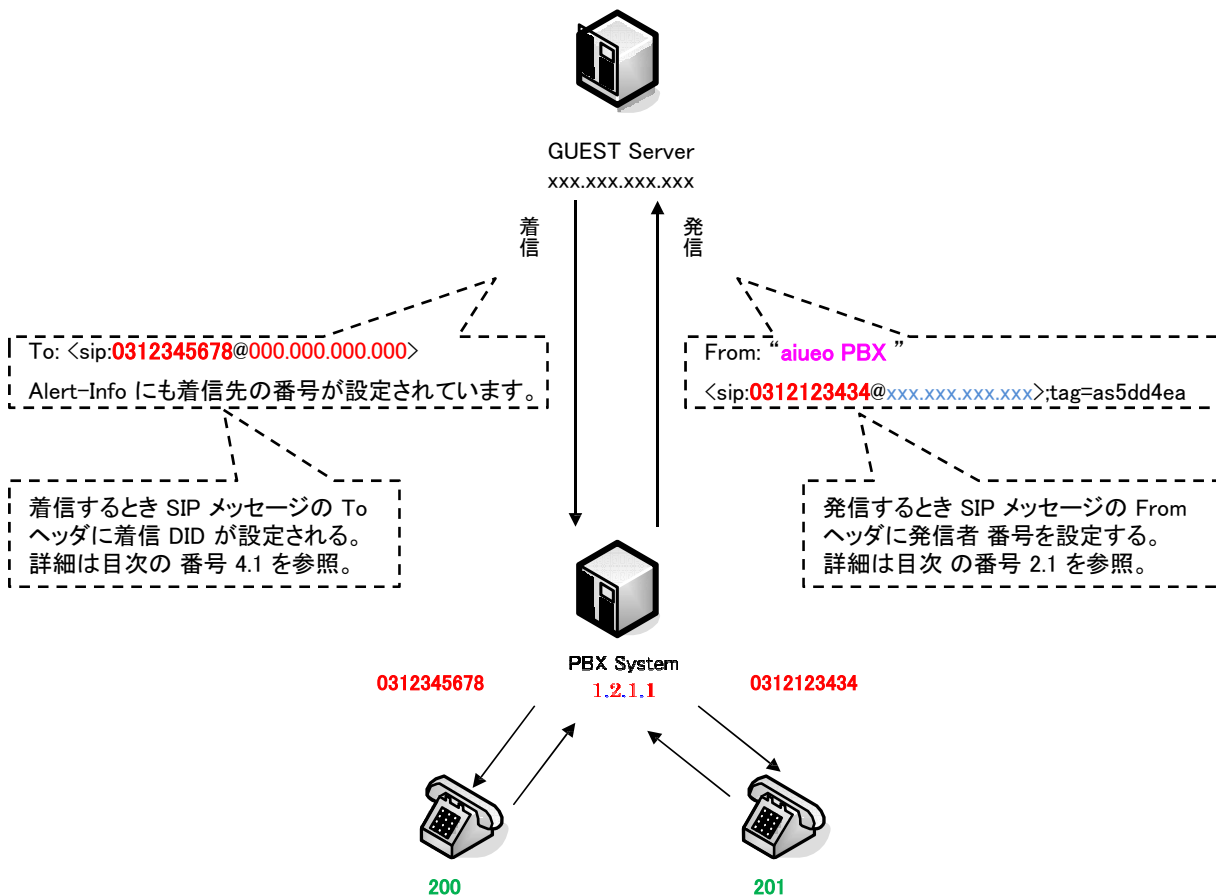 GUEST Server
xxx.xxx.xxx.xxx
着信
発信
To: <sip:0312345678@000.000.000.000>
Alert-Info にも着信先の番号が設定されています。
From: “aiueo PBX ”
<sip:0312123434@xxx.xxx.xxx.xxx>;tag=as5dd4ea
着信するとき SIP メッセージの To
ヘッダに着信 DID が設定される。
詳細は目次の 番号 4.1 を参照。
発信するとき SIP メッセージの From
ヘッダに発信者 番号を設定する。
詳細は目次 の番号 2.1 を参照。
PBX System
1.2.1.1
0312345678
0312123434
200
201